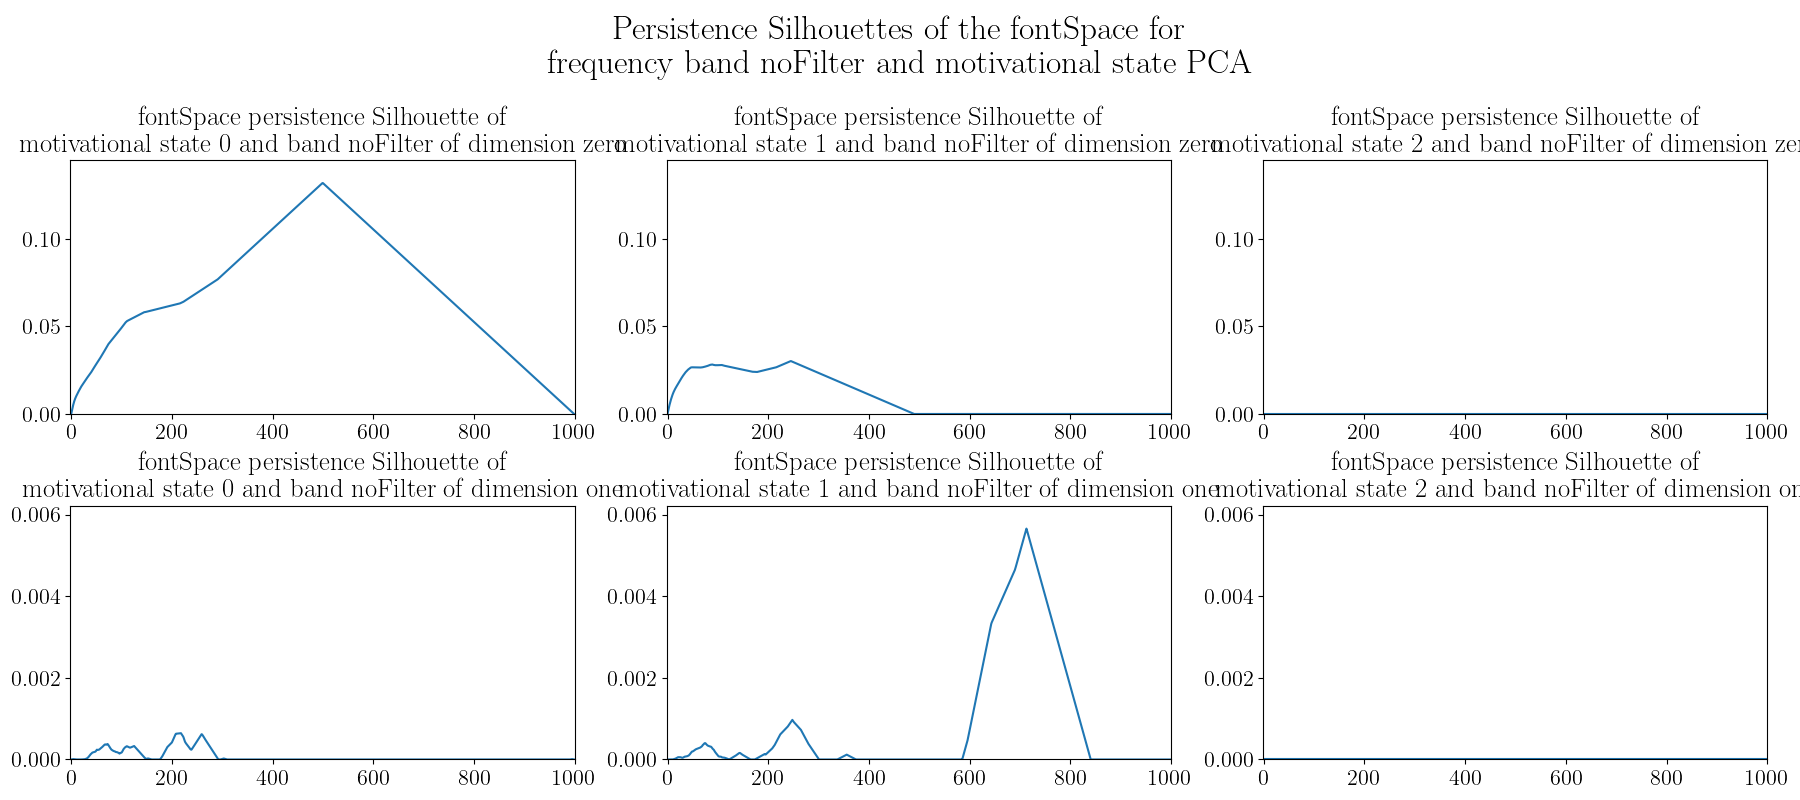 Persistence Silhouettes of the fontSpace for
frequency band noFilter and motivational state PCA
fontSpace persistence Silhouette of
motivational state 0 and band noFilter of dimension zero
fontSpace persistence Silhouette of
motivational state 1 and band noFilter of dimension zero
fontSpace persistence Silhouette of
motivational state 2 and band noFilter of dimension zer
0.10
0.05
0.00
0 200 400 600 800 1000
0.10
0.05
0.00
0 200 400 600 800 1000
0.10
0.05
0.00
0 200 400 600 800 1000
fontSpace persistence Silhouette of
motivational state 0 and band noFilter of dimension one
fontSpace persistence Silhouette of
motivational state 1 and band noFilter of dimension one
fontSpace persistence Silhouette of
motivational state 2 and band noFilter of dimension on
0.006
0.004
0.002
0.000
0 200 400 600 800 1000
0.006
0.004
0.002
0.000
0 200 400 600 800 1000
0.006
0.004
0.002
0.000
0 200 400 600 800 1000